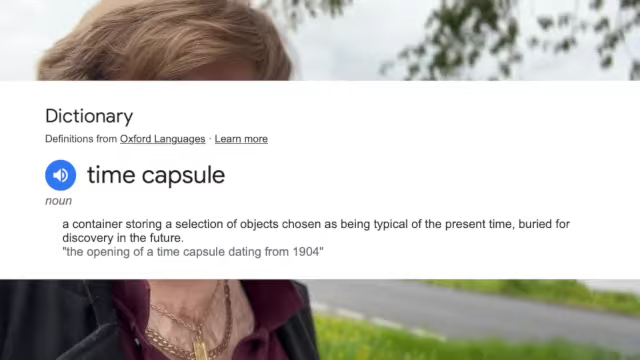 Dictionary
Definitions from Oxford Languages · Learn more
time capsule
noun
a container storing a selection of objects chosen as being typical of the present time, buried for
discovery in the future.
"the opening of a time capsule dating from 1904"